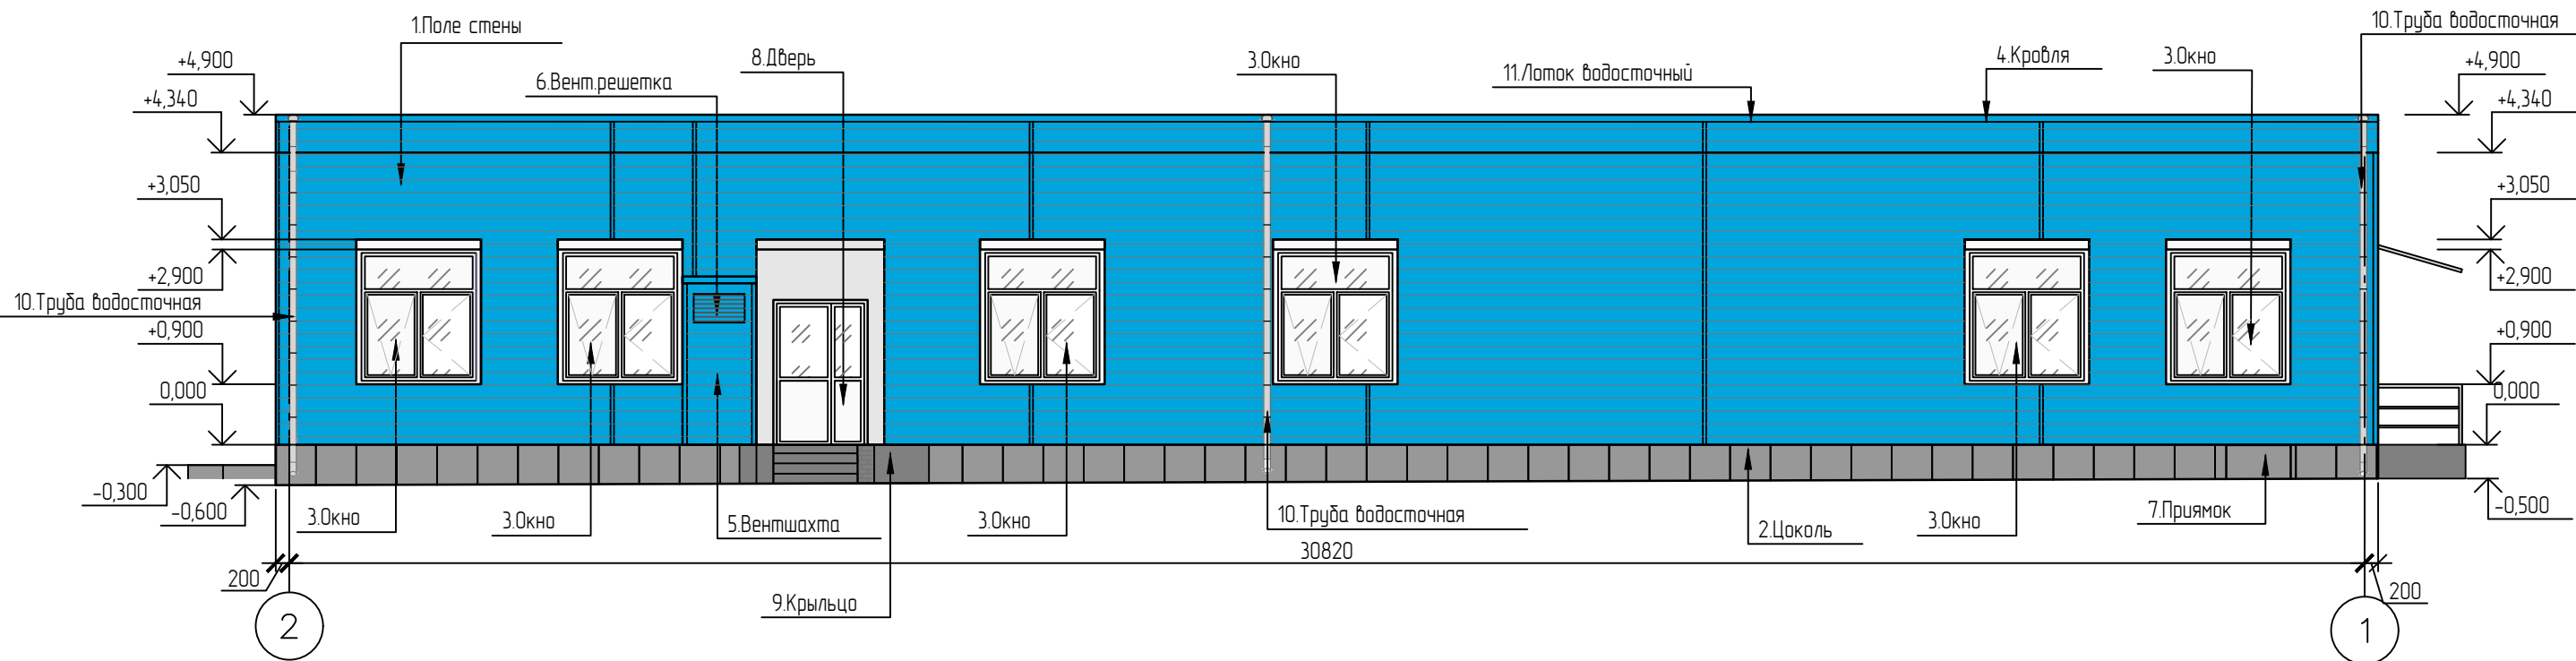 10.Труба водосточная
1.Поле стены
4.Кровля
3.Окно
+4,900
8.Дверь
3.Окно
+4,900
6.Вент.решетка
11.Лоток водосточный
+4,340
+4,340
+3,050
+3,050
+2,900
+2,900
10.Труба водосточная
+0,900
+0,900
0,000
0,000
-0,300
-0,600
3.Окно
3.Окно
5.Вентшахта
3.Окно
10.Труба водосточная
2.Цоколь
3.Окно
7.Приямок
-0,500
30820
200
9.Крыльцо
200
2
1